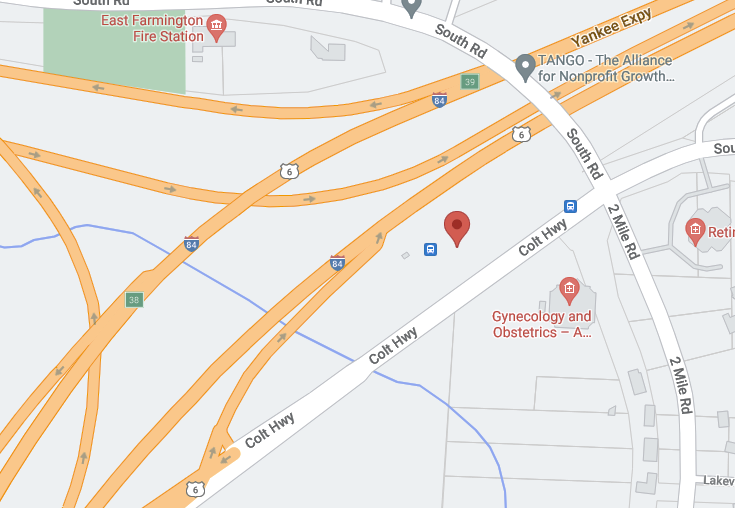 South Rd
South Rd
East Farmington
Fire Station
South Rd
Yankee Expy
TANGO - The Alliance
for Nonprofit Growth...
39
84
6
South Rd
Sou
6
2 Mile Rd
Colt Hwy
Retir
84
84
38
Gynecology and
Obstetrics – A...
Colt Hwy
2 Mile Rd
Colt Hwy
Lakev
6